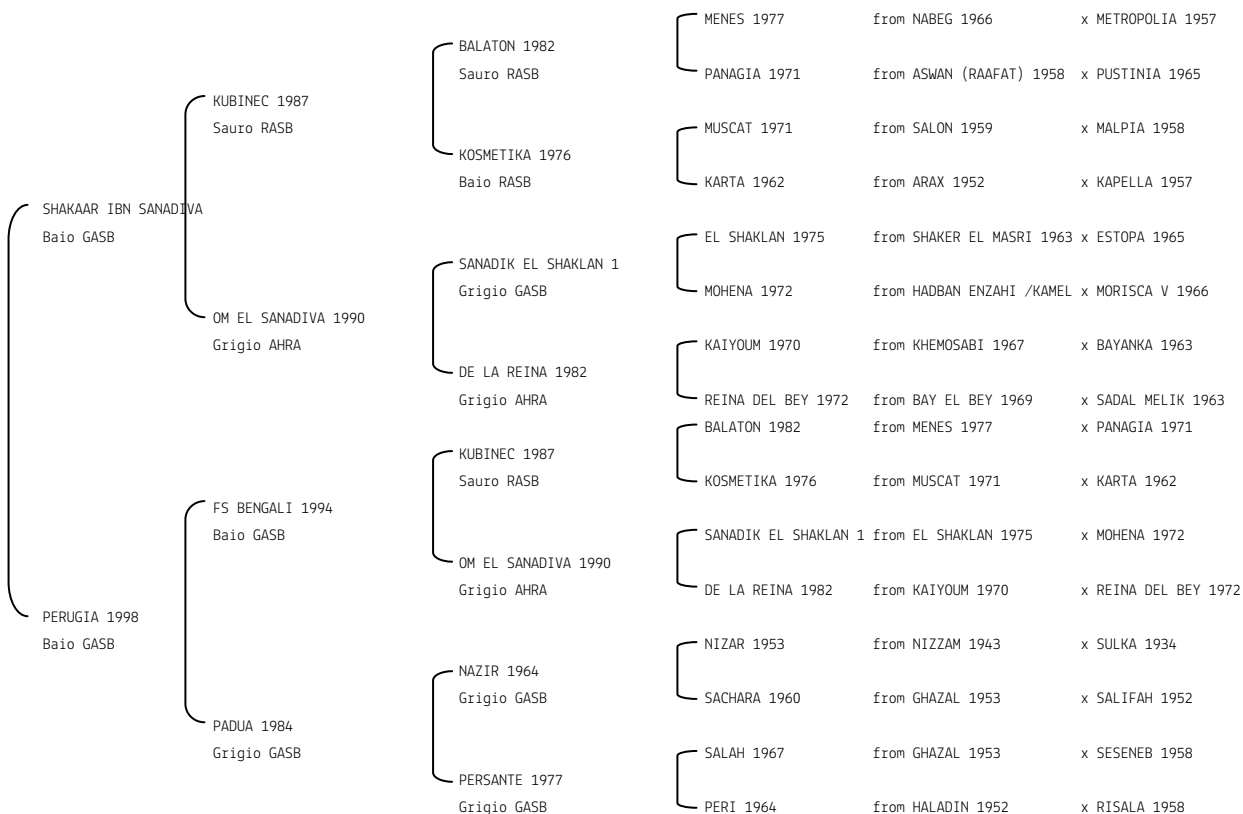 MENES 1977 from NABEG 1966 x METROPOLIA 1957
BALATON 1982
Sauro RASB
PANAGIA 1971 from ASWAN (RAAFAT) 1958 x PUSTINIA 1965
KUBINEC 1987
Sauro RASB
MUSCAT 1971 from SALON 1959 x MALPIA 1958
KOSMETIKA 1976
Baio RASB
KARTA 1962 from ARAX 1952 x KAPELLA 1957
SHAKAAR IBN SANADIVA
Baio GASB
EL SHAKLAN 1975 from SHAKER EL MASRI 1963 x ESTOPA 1965
SANADIK EL SHAKLAN 1
Grigio GASB
MOHENA 1972 from HADBAN ENZAHI /KAMEL x MORISCA V 1966
OM EL SANADIVA 1990
Grigio AHRA
KAIYOUM 1970 from KHEMOSABI 1967 x BAYANKA 1963
DE LA REINA 1982
Grigio AHRA
REINA DEL BEY 1972 from BAY EL BEY 1969 x SADAL MELIK 1963
BALATON 1982 from MENES 1977 x PANAGIA 1971
KUBINEC 1987
Sauro RASB
KOSMETIKA 1976 from MUSCAT 1971 x KARTA 1962
FS BENGALI 1994
Baio GASB
SANADIK EL SHAKLAN 1 from EL SHAKLAN 1975 x MOHENA 1972
OM EL SANADIVA 1990
Grigio AHRA
DE LA REINA 1982 from KAIYOUM 1970 x REINA DEL BEY 1972
PERUGIA 1998
Baio GASB
NIZAR 1953 from NIZZAM 1943 x SULKA 1934
NAZIR 1964
Grigio GASB
SACHARA 1960 from GHAZAL 1953 x SALIFAH 1952
PADUA 1984
Grigio GASB
SALAH 1967 from GHAZAL 1953 x SESENEB 1958
PERSANTE 1977
Grigio GASB
PERI 1964 from HALADIN 1952 x RISALA 1958